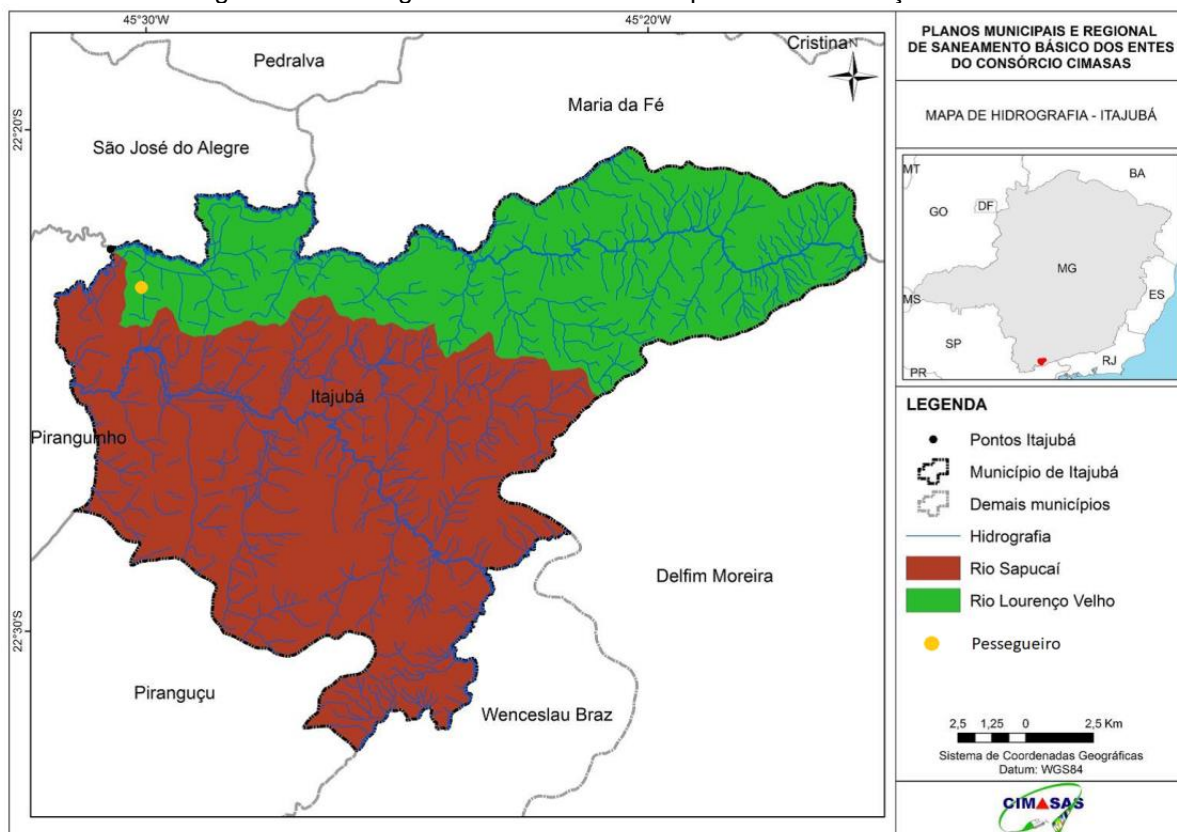 45°30'W
45°20'W
22°20'S
22°30'S
Cristina
N
Pedralva
Maria da Fé
São José do Alegre
Itajubá
Piranguinho
Delfim Moreira
Piranguçu
Wenceslau Braz
PLANOS MUNICIPAIS E REGIONAL
DE SANEAMENTO BÁSICO DOS ENTES
DO CONSÓRCIO CIMASAS
MAPA DE HIDROGRAFIA - ITAJUBÁ
MT
BA
GO
DF
MG
ES
MS
SP
RJ
PR
LEGENDA
Pontos Itajubá
Município de Itajubá
Demais municípios
Hidrografia
Rio Sapucaí
Rio Lourenço Velho
Pessegueiro
2,5 1,25 0 2,5 Km
Sistema de Coordenadas Geográficas
Datum: WGS84
CIMASAS